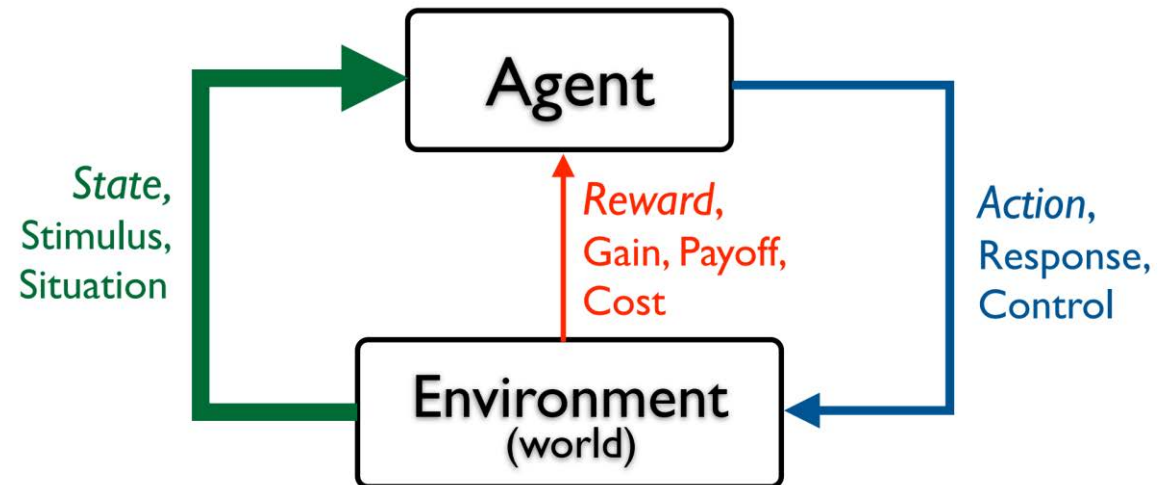 Agent
State,
Stimulus,
Situation
Reward,
Gain, Payoff,
Cost
Action,
Response,
Control
Environment
(world)